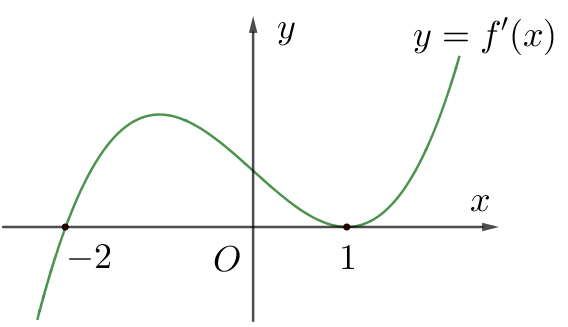 y
y = f'(x)
x
−2
O
1